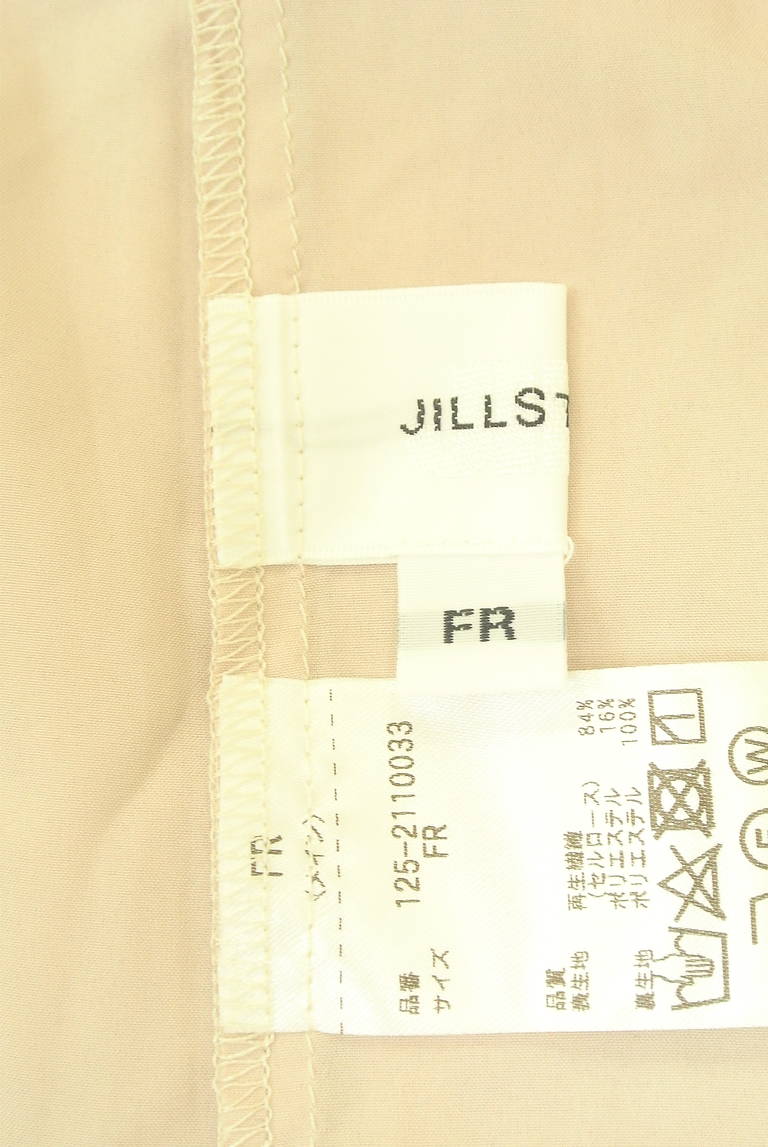 JILLST
FR
FR
(メイン)
品番 125-2110033
サイズ FR
品質
表生地 再生繊維
(セルロース) 84%
ポリエステル 16%
裏生地 ポリエステル 100%
W
F